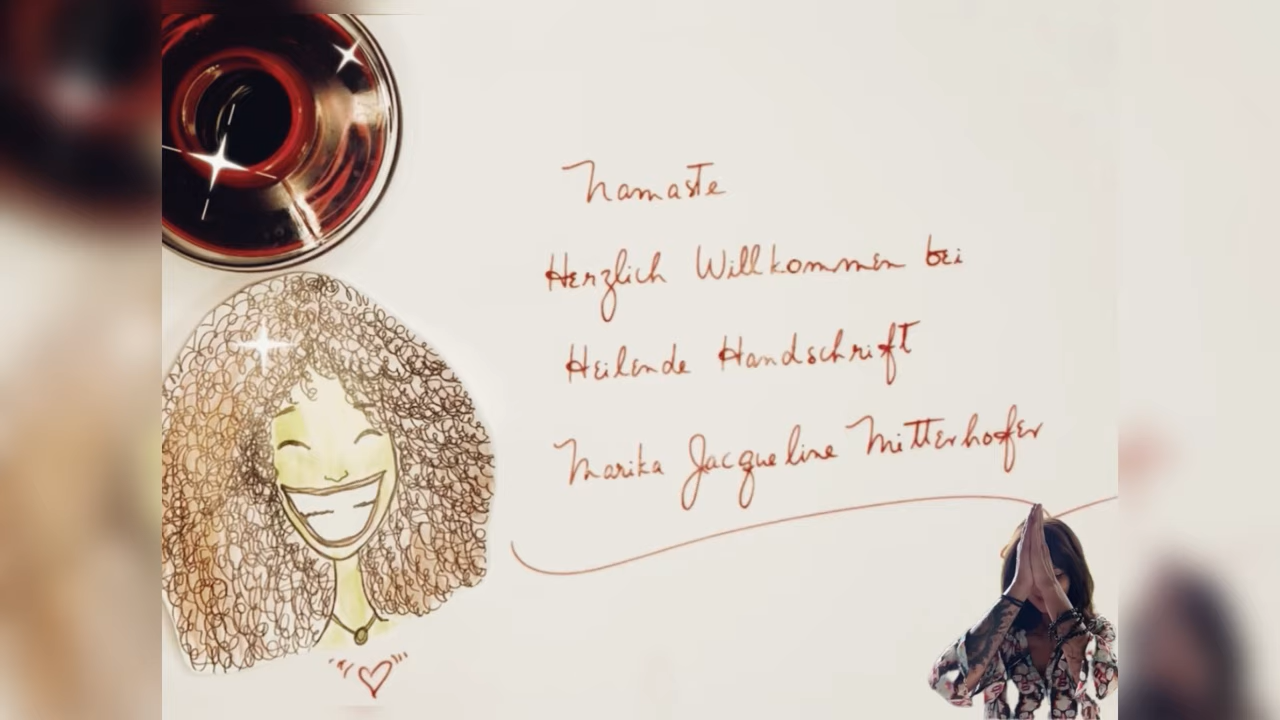 Namaste
Herzlich Willkommen bei
Heilende Handschrift
Marika Jacqueline Mitterhofer